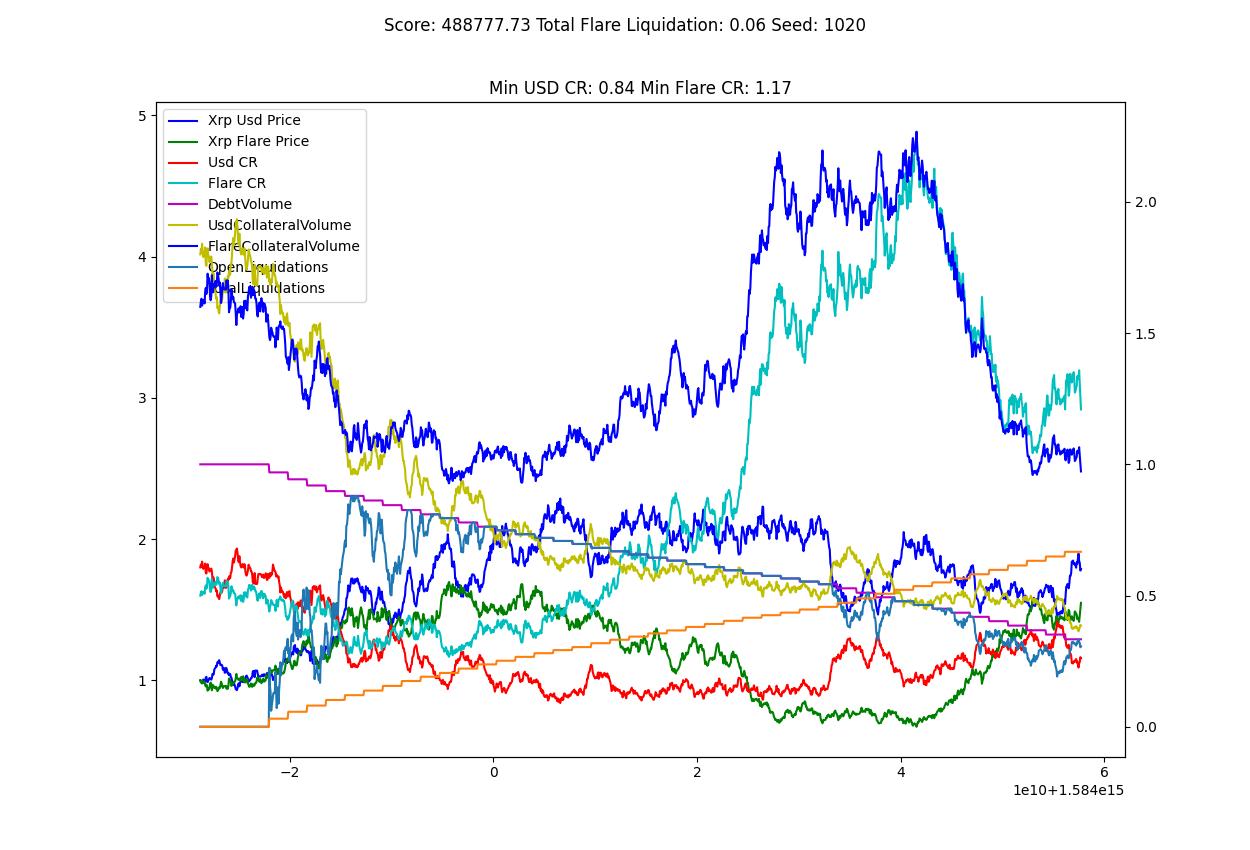 Score: 488777.73 Total Flare Liquidation: 0.06 Seed: 1020
Min USD CR: 0.84 Min Flare CR: 1.17
5
4
3
2
1
Xrp Usd Price
Xrp Flare Price
Usd CR
Flare CR
DebtVolume
UsdCollateralVolume
FlareCollateralVolume
OpenLiquidations
TotalLiquidations
2.0
1.5
1.0
0.5
0.0
−2
0
2
4
6
1e10+1.584e15